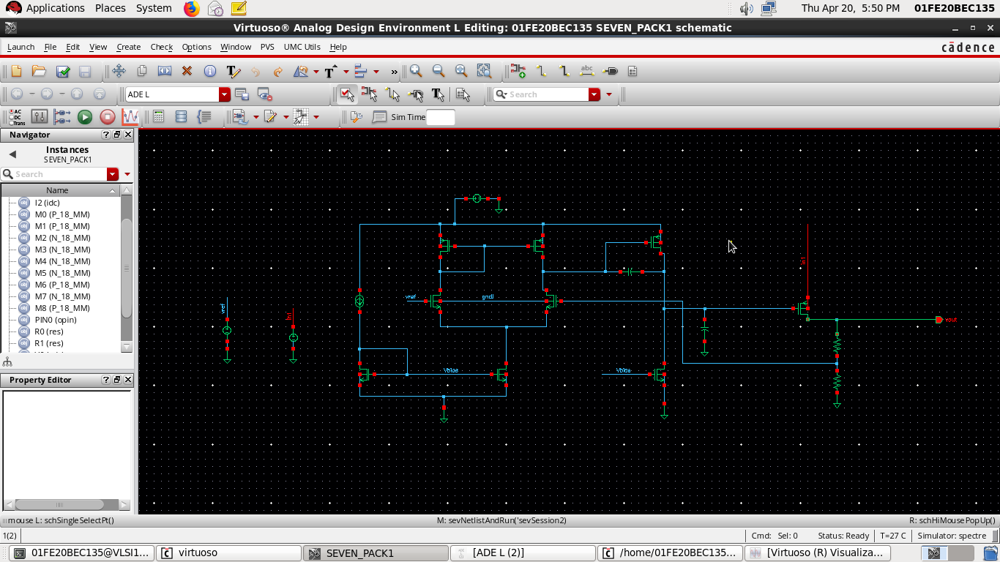 Applications Places System
Thu Apr 20, 5:50 PM 01FE20BEC135
Virtuoso® Analog Design Environment L Editing: 01FE20BEC135 SEVEN_PACK1 schematic
Launch File Edit View Create Check Options Window PVS UMC Utils Help
cādence
T T » abc
ADE L
T Search
AC
DC
Trans
Sim Time
Navigator
?
Instances
SEVEN_PACK1
Search
Name
I2 (idc)
M0 (P_18_MM)
M1 (P_18_MM)
M2 (N_18_MM)
M3 (N_18_MM)
M4 (N_18_MM)
M5 (N_18_MM)
M6 (P_18_MM)
M7 (N_18_MM)
M8 (P_18_MM)
PIN0 (opin)
R0 (res)
R1 (res)
Property Editor
?
vref
In1
vref
gnd!
Vbias
Vbias
In1
vout
mouse L: schSingleSelectPt()
M: sevNetlistAndRun('sevSession2)
R: schHiMousePopUp()
1(2)
Cmd: Sel: 0 Status: Ready T=27 C Simulator: spectre
01FE20BEC135@VLSI1...
virtuoso
SEVEN_PACK1
[ADE L (2)]
/home/01FE20BEC135...
[Virtuoso (R) Visualiza...